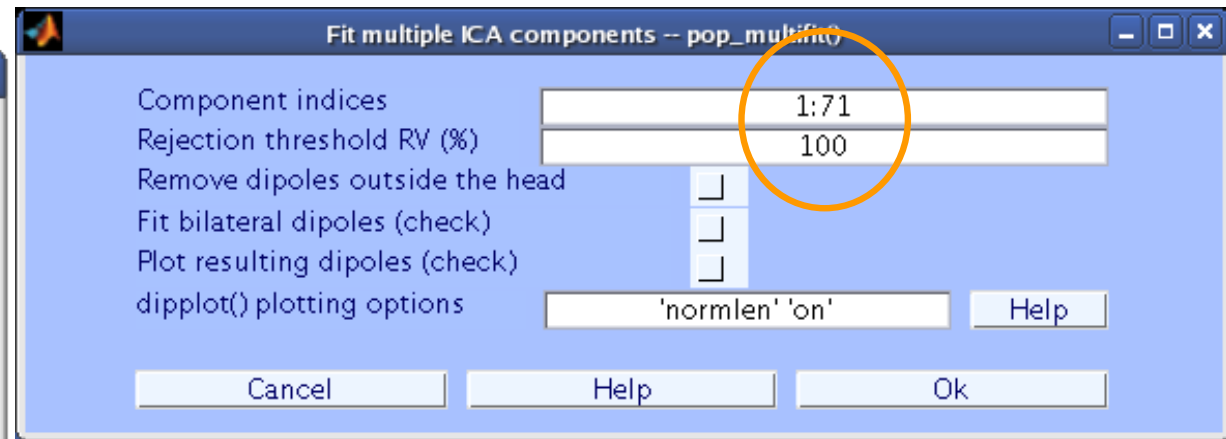 Fit multiple ICA components -- pop_multifit()
Component indices 1:71
Rejection threshold RV (%) 100
Remove dipoles outside the head
Fit bilateral dipoles (check)
Plot resulting dipoles (check)
dipplot() plotting options 'normlen' 'on' Help
Cancel Help Ok